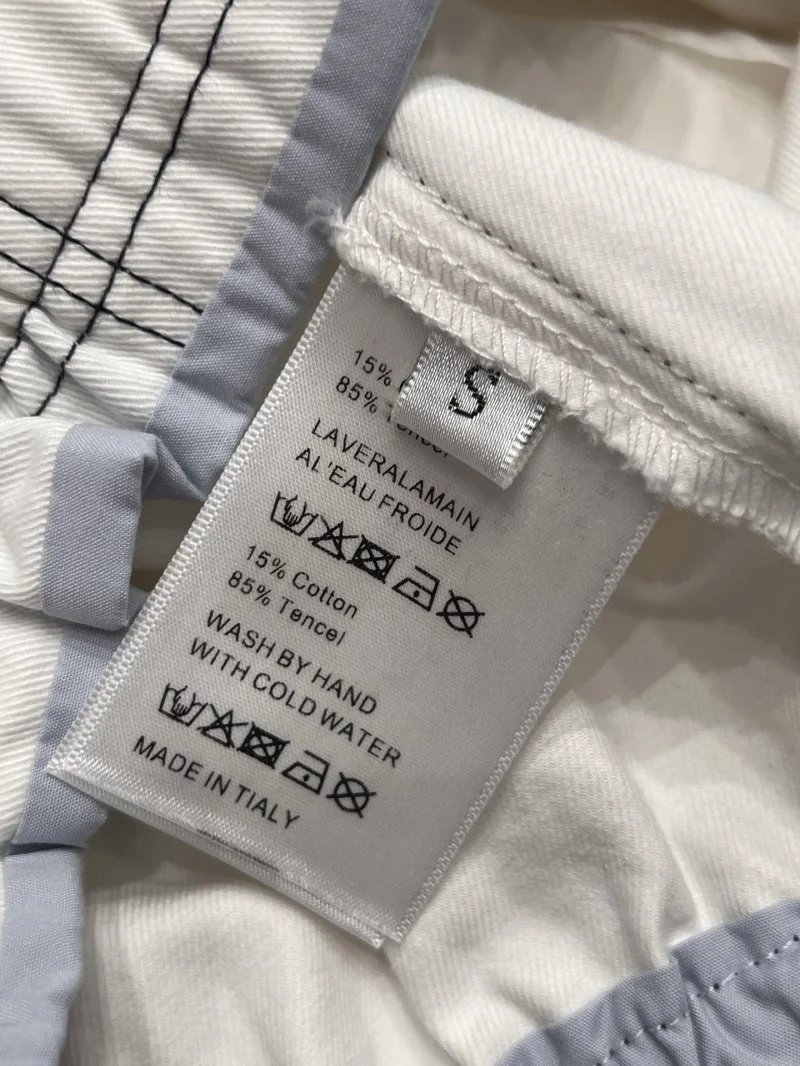 S
15%
85% Tencel
LAVERALAMAIN
AL'EAU FROIDE
15% Cotton
85% Tencel
WASH BY HAND
WITH COLD WATER
MADE IN TIALY